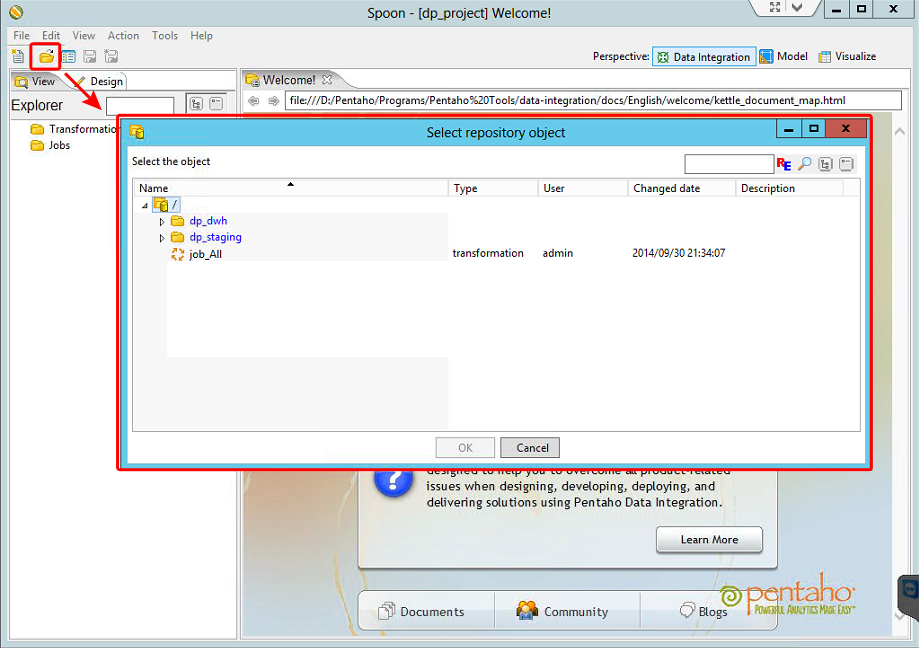 Spoon - [dp_project] Welcome!
File Edit View Action Tools Help
Perspective: Data Integration Model Visualize
View Design
Welcome!
Explorer
file:///D:/Pentaho/Programs/Pentaho%20Tools/data-integration/docs/English/welcome/kettle_document_map.html
Transformatio
Jobs
Select repository object
Select the object
RE
Name Type User Changed date Description
/
dp_dwh
dp_staging
job_All transformation admin 2014/09/30 21:34:07
OK Cancel
designed to help you to overcome all product-related
issues when designing, developing, deploying, and
delivering solutions using Pentaho Data Integration.
Learn More
pentaho
POWERFUL ANALYTICS MADE EASY™
Documents Community Blogs